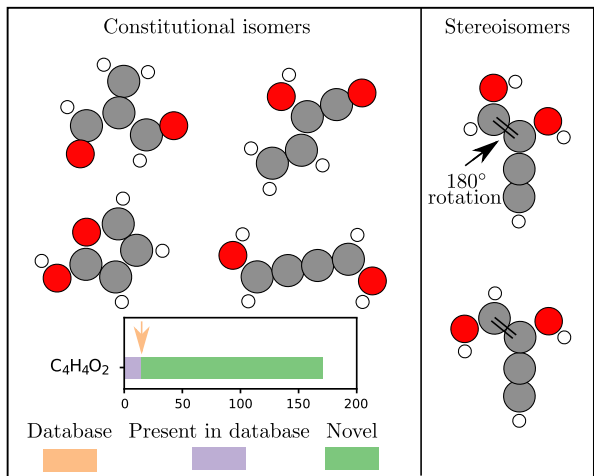 Constitutional isomers
Stereoisomers
180°
rotation
C₄H₄O₂
0 50 100 150 200
Database Present in database Novel